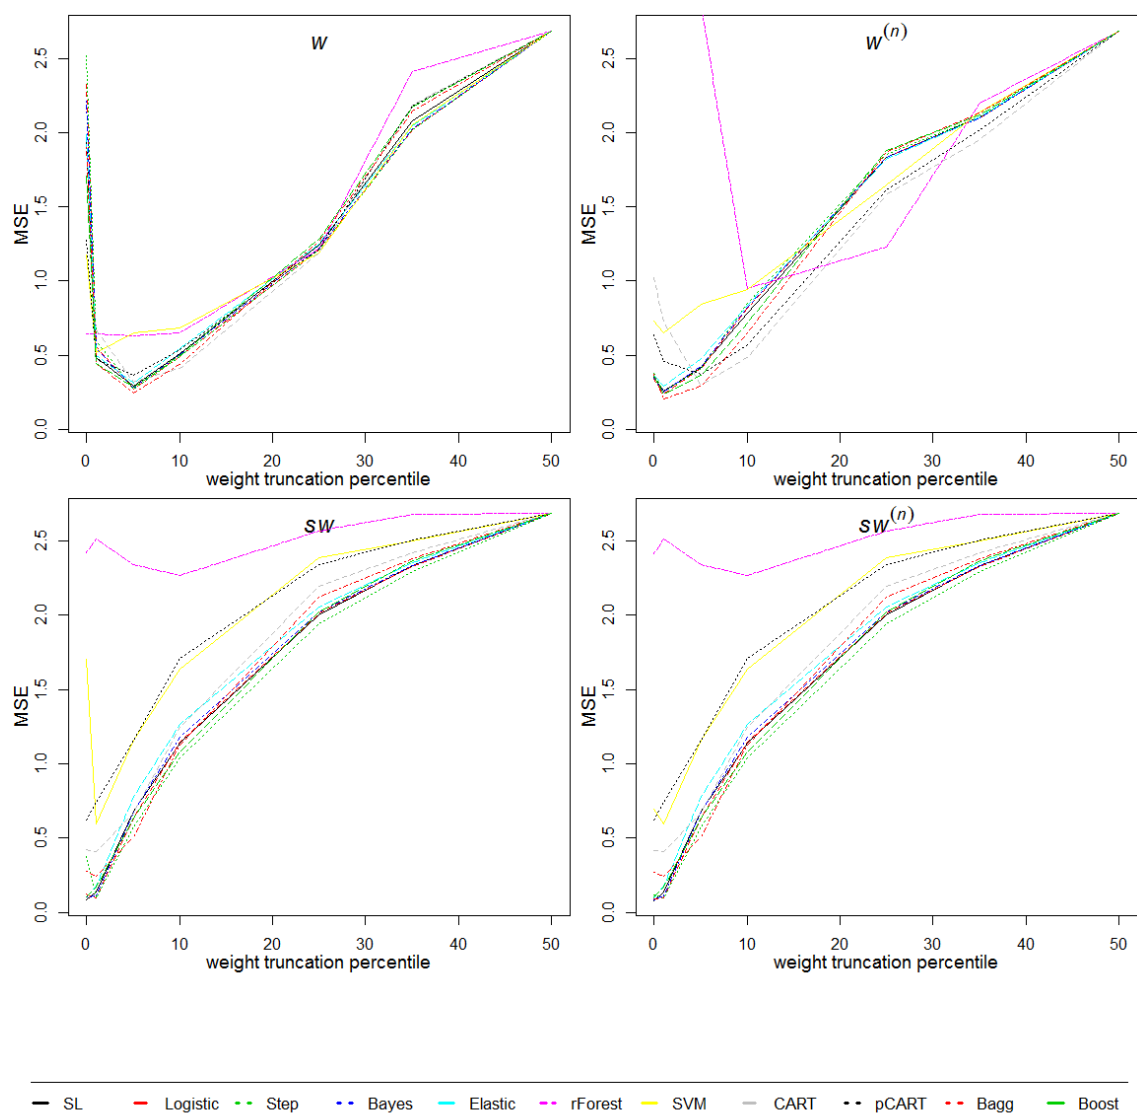 w
w(n)
MSE
MSE
0.0 0.5 1.0 1.5 2.0 2.5
0.0 0.5 1.0 1.5 2.0 2.5
0 10 20 30 40 50
0 10 20 30 40 50
weight truncation percentile
weight truncation percentile
sw
sw(n)
MSE
MSE
0.0 0.5 1.0 1.5 2.0 2.5
0.0 0.5 1.0 1.5 2.0 2.5
0 10 20 30 40 50
0 10 20 30 40 50
weight truncation percentile
weight truncation percentile
SL Logistic Step Bayes Elastic rForest SVM CART pCART Bagg Boost